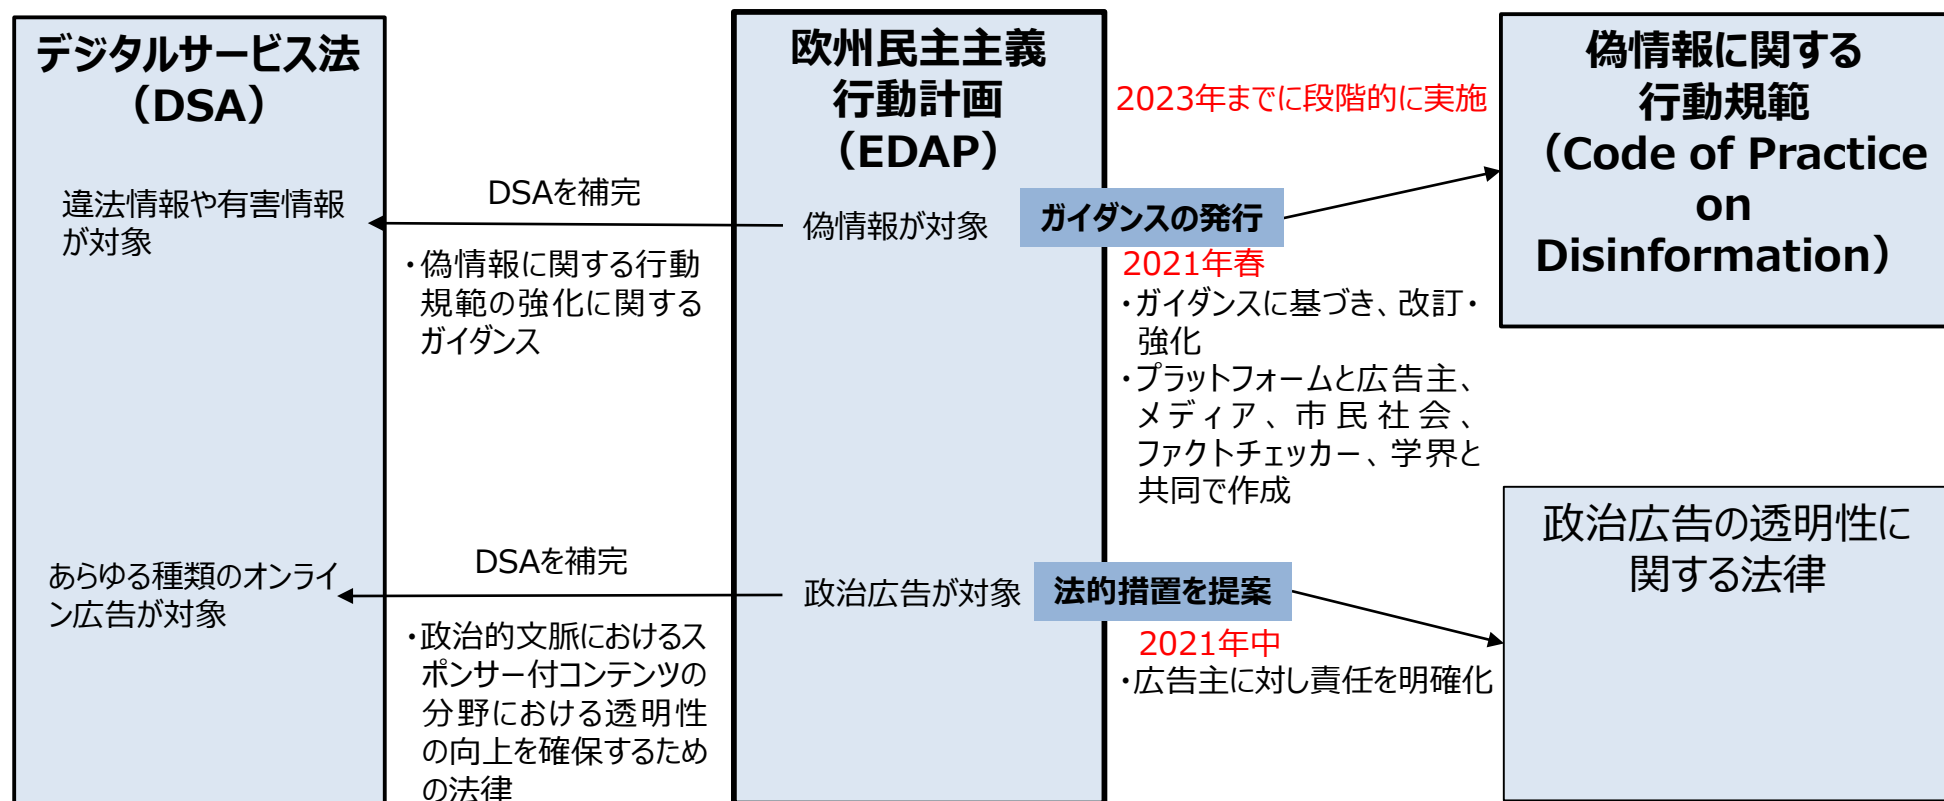 デジタルサービス法
（DSA）
違法情報や有害情報
が対象
あらゆる種類のオンライ
ン広告が対象
DSAを補完
・偽情報に関する行動
規範の強化に関する
ガイダンス
DSAを補完
・政治的文脈におけるス
ポンサー付コンテンツの
分野における透明性
の向上を確保するため
の法律
欧州民主主義
行動計画
（EDAP）
偽情報が対象
政治広告が対象
2023年までに段階的に実施
ガイダンスの発行
2021年春
・ガイダンスに基づき、改訂・
強化
・プラットフォームと広告主、
メディア、市民社会、
ファクトチェッカー、学界と
共同で作成
法的措置を提案
2021年中
・広告主に対し責任を明確化
偽情報に関する
行動規範
（Code of Practice
on
Disinformation）
政治広告の透明性に
関する法律